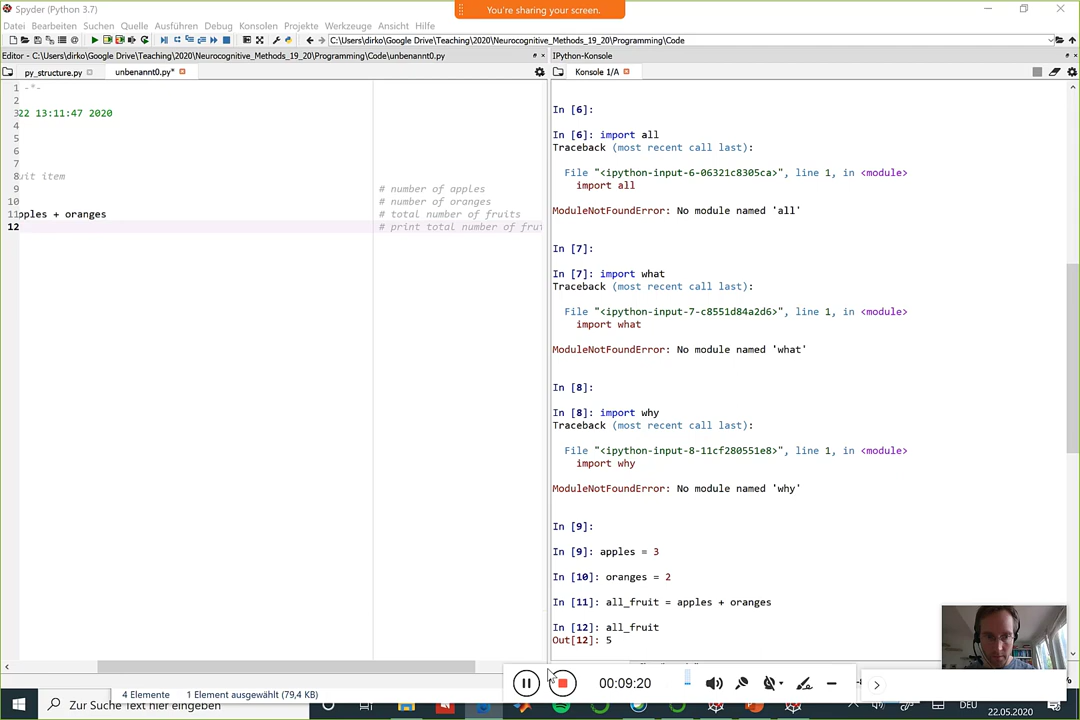 Spyder (Python 3.7)
You're sharing your screen.
Datei Bearbeiten Suchen Quelle Ausführen Debug Konsolen Projekte Werkzeuge Ansicht Hilfe
C:\Users\dirko\Google Drive\Teaching\2020\Neurocognitive_Methods_19_20\Programming\Code
Editor - C:\Users\dirko\Google Drive\Teaching\2020\Neurocognitive_Methods_19_20\Programming\Code\unbenannt0.py
py_structure.py
unbenannt0.py*
1 -*-
2
3 22 13:11:47 2020
4
5
6
7
8 uit item
9 # number of apples
10 # number of oranges
11 pples + oranges # total number of fruits
12 # print total number of frui
IPython-Konsole
Konsole 1/A
In [6]:
In [6]: import all
Traceback (most recent call last):
File "<ipython-input-6-06321c8305ca>", line 1, in <module>
import all
ModuleNotFoundError: No module named 'all'
In [7]:
In [7]: import what
Traceback (most recent call last):
File "<ipython-input-7-c8551d84a2d6>", line 1, in <module>
import what
ModuleNotFoundError: No module named 'what'
In [8]:
In [8]: import why
Traceback (most recent call last):
File "<ipython-input-8-11cf280551e8>", line 1, in <module>
import why
ModuleNotFoundError: No module named 'why'
In [9]:
In [9]: apples = 3
In [10]: oranges = 2
In [11]: all_fruit = apples + oranges
In [12]: all_fruit
Out[12]: 5
00:09:20
4 Elemente 1 Element ausgewählt (79,4 KB)
Zur Suche Text hier eingeben
DEU
22.05.2020